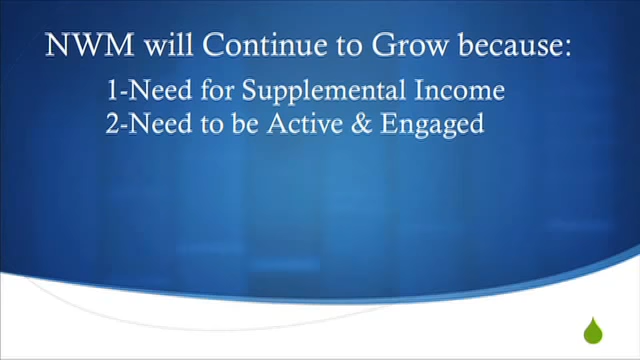 NWM will Continue to Grow because:
1-Need for Supplemental Income
2-Need to be Active & Engaged